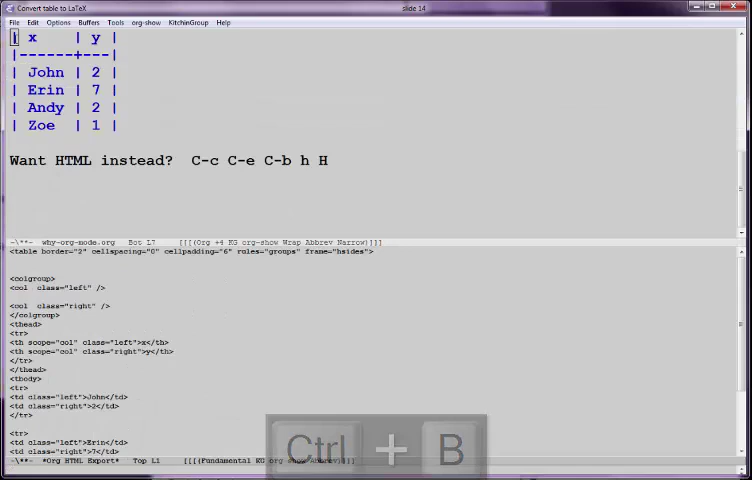 Convert table to LaTeX
slide 14
File Edit Options Buffers Tools org-show KitchinGroup Help
| x | y |
|------+---|
| John | 2 |
| Erin | 7 |
| Andy | 2 |
| Zoe | 1 |
Want HTML instead? C-c C-e C-b h H
-\**- why-org-mode.org Bot L7 [[[(Org +4 KG org-show Wrap Abbrev Narrow)]]]
<table border="2" cellspacing="0" cellpadding="6" rules="groups" frame="hsides">
<colgroup>
<col class="left" />
<col class="right" />
</colgroup>
<thead>
<tr>
<th scope="col" class="left">x</th>
<th scope="col" class="right">y</th>
</tr>
</thead>
<tbody>
<tr>
<td class="left">John</td>
<td class="right">2</td>
</tr>
<tr>
<td class="left">Erin</td>
<td class="right">7</td>
-\**- *Org HTML Export* Top L1 [[[(Fundamental KG org-show Abbrev)]]]
Ctrl + B